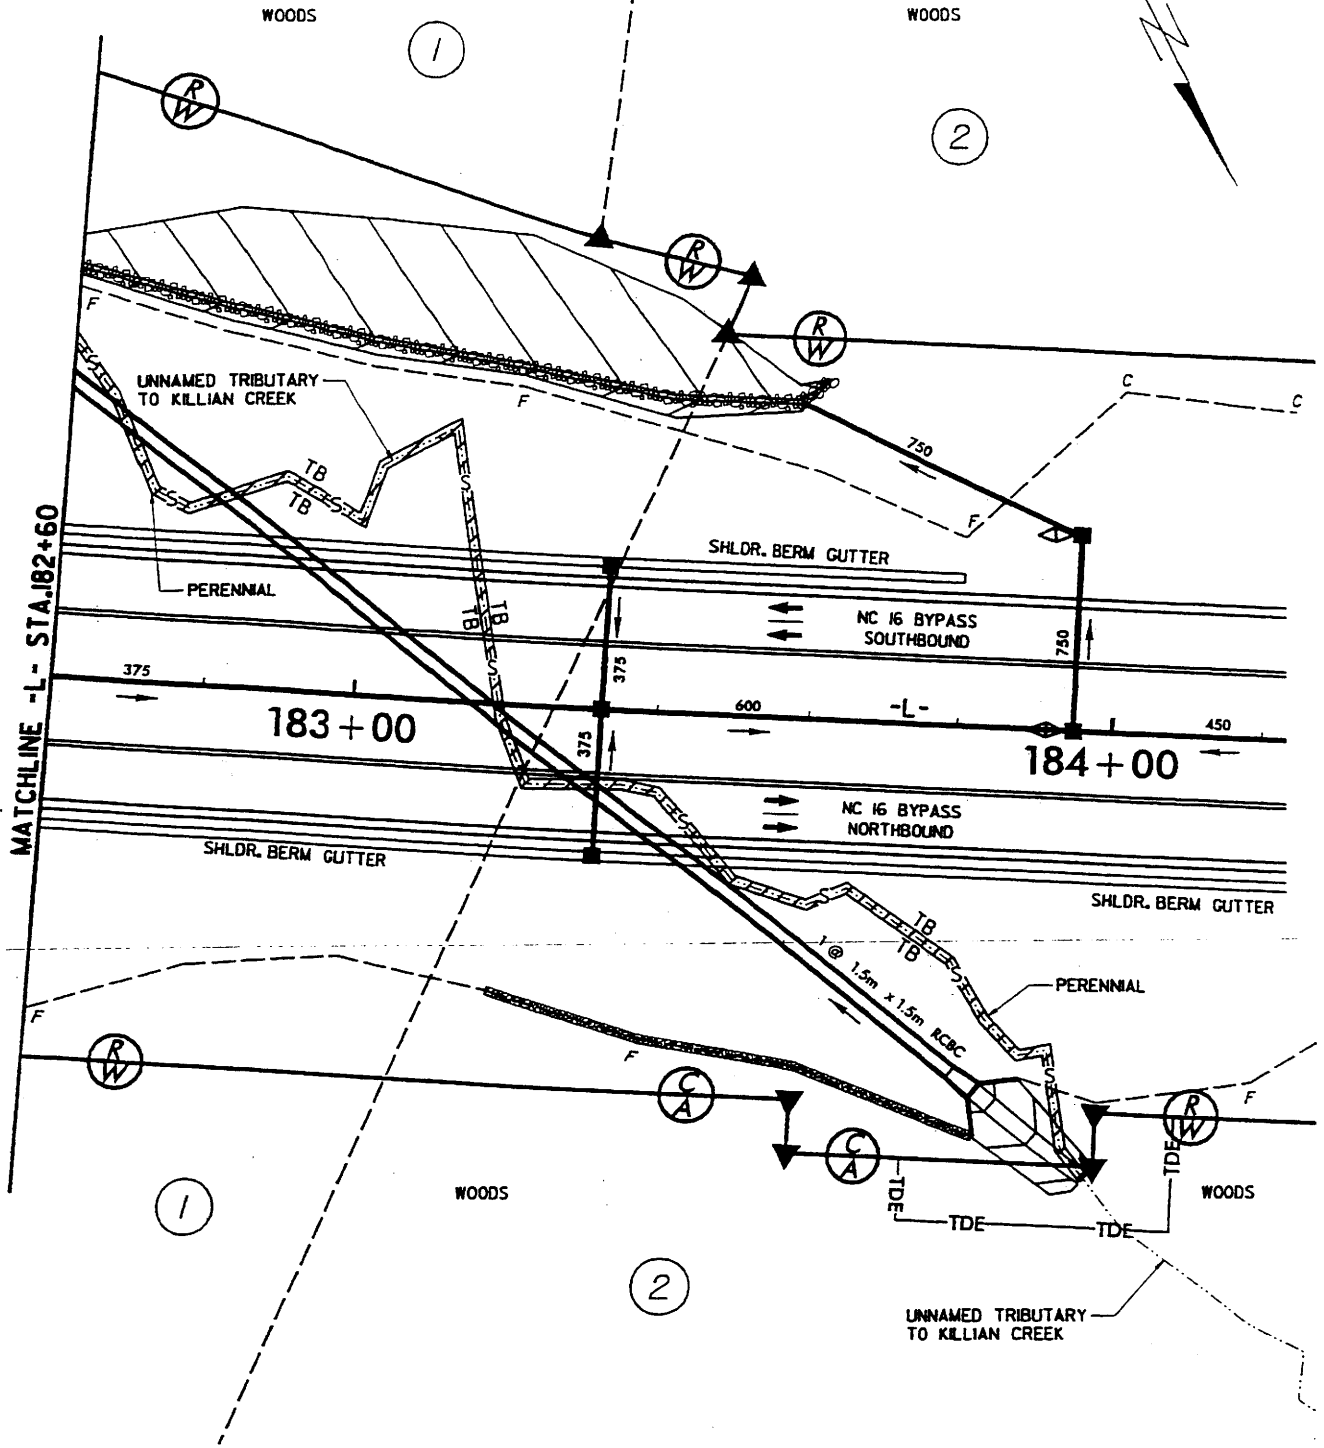 WOODS
WOODS
1
2
N
R
W
R
W
R
W
F
C
C
UNNAMED TRIBUTARY
TO KILLIAN CREEK
F
750
TB
TB
S
S
S
F
SHLDR. BERM GUTTER
PERENNIAL
TB
TB
NC 16 BYPASS
SOUTHBOUND
750
375
S
375
600
-L-
450
183+00
184+00
375
MATCHLINE -L- STA.182+60
NC 16 BYPASS
NORTHBOUND
SHLDR. BERM GUTTER
SHLDR. BERM GUTTER
S
TB
TB
S
1 @ 1.5m x 1.5m RCBC
PERENNIAL
F
F
S
F
R
W
C
A
R
W
C
A
TDE
TDE
WOODS
WOODS
1
TDE
TDE
2
UNNAMED TRIBUTARY
TO KILLIAN CREEK